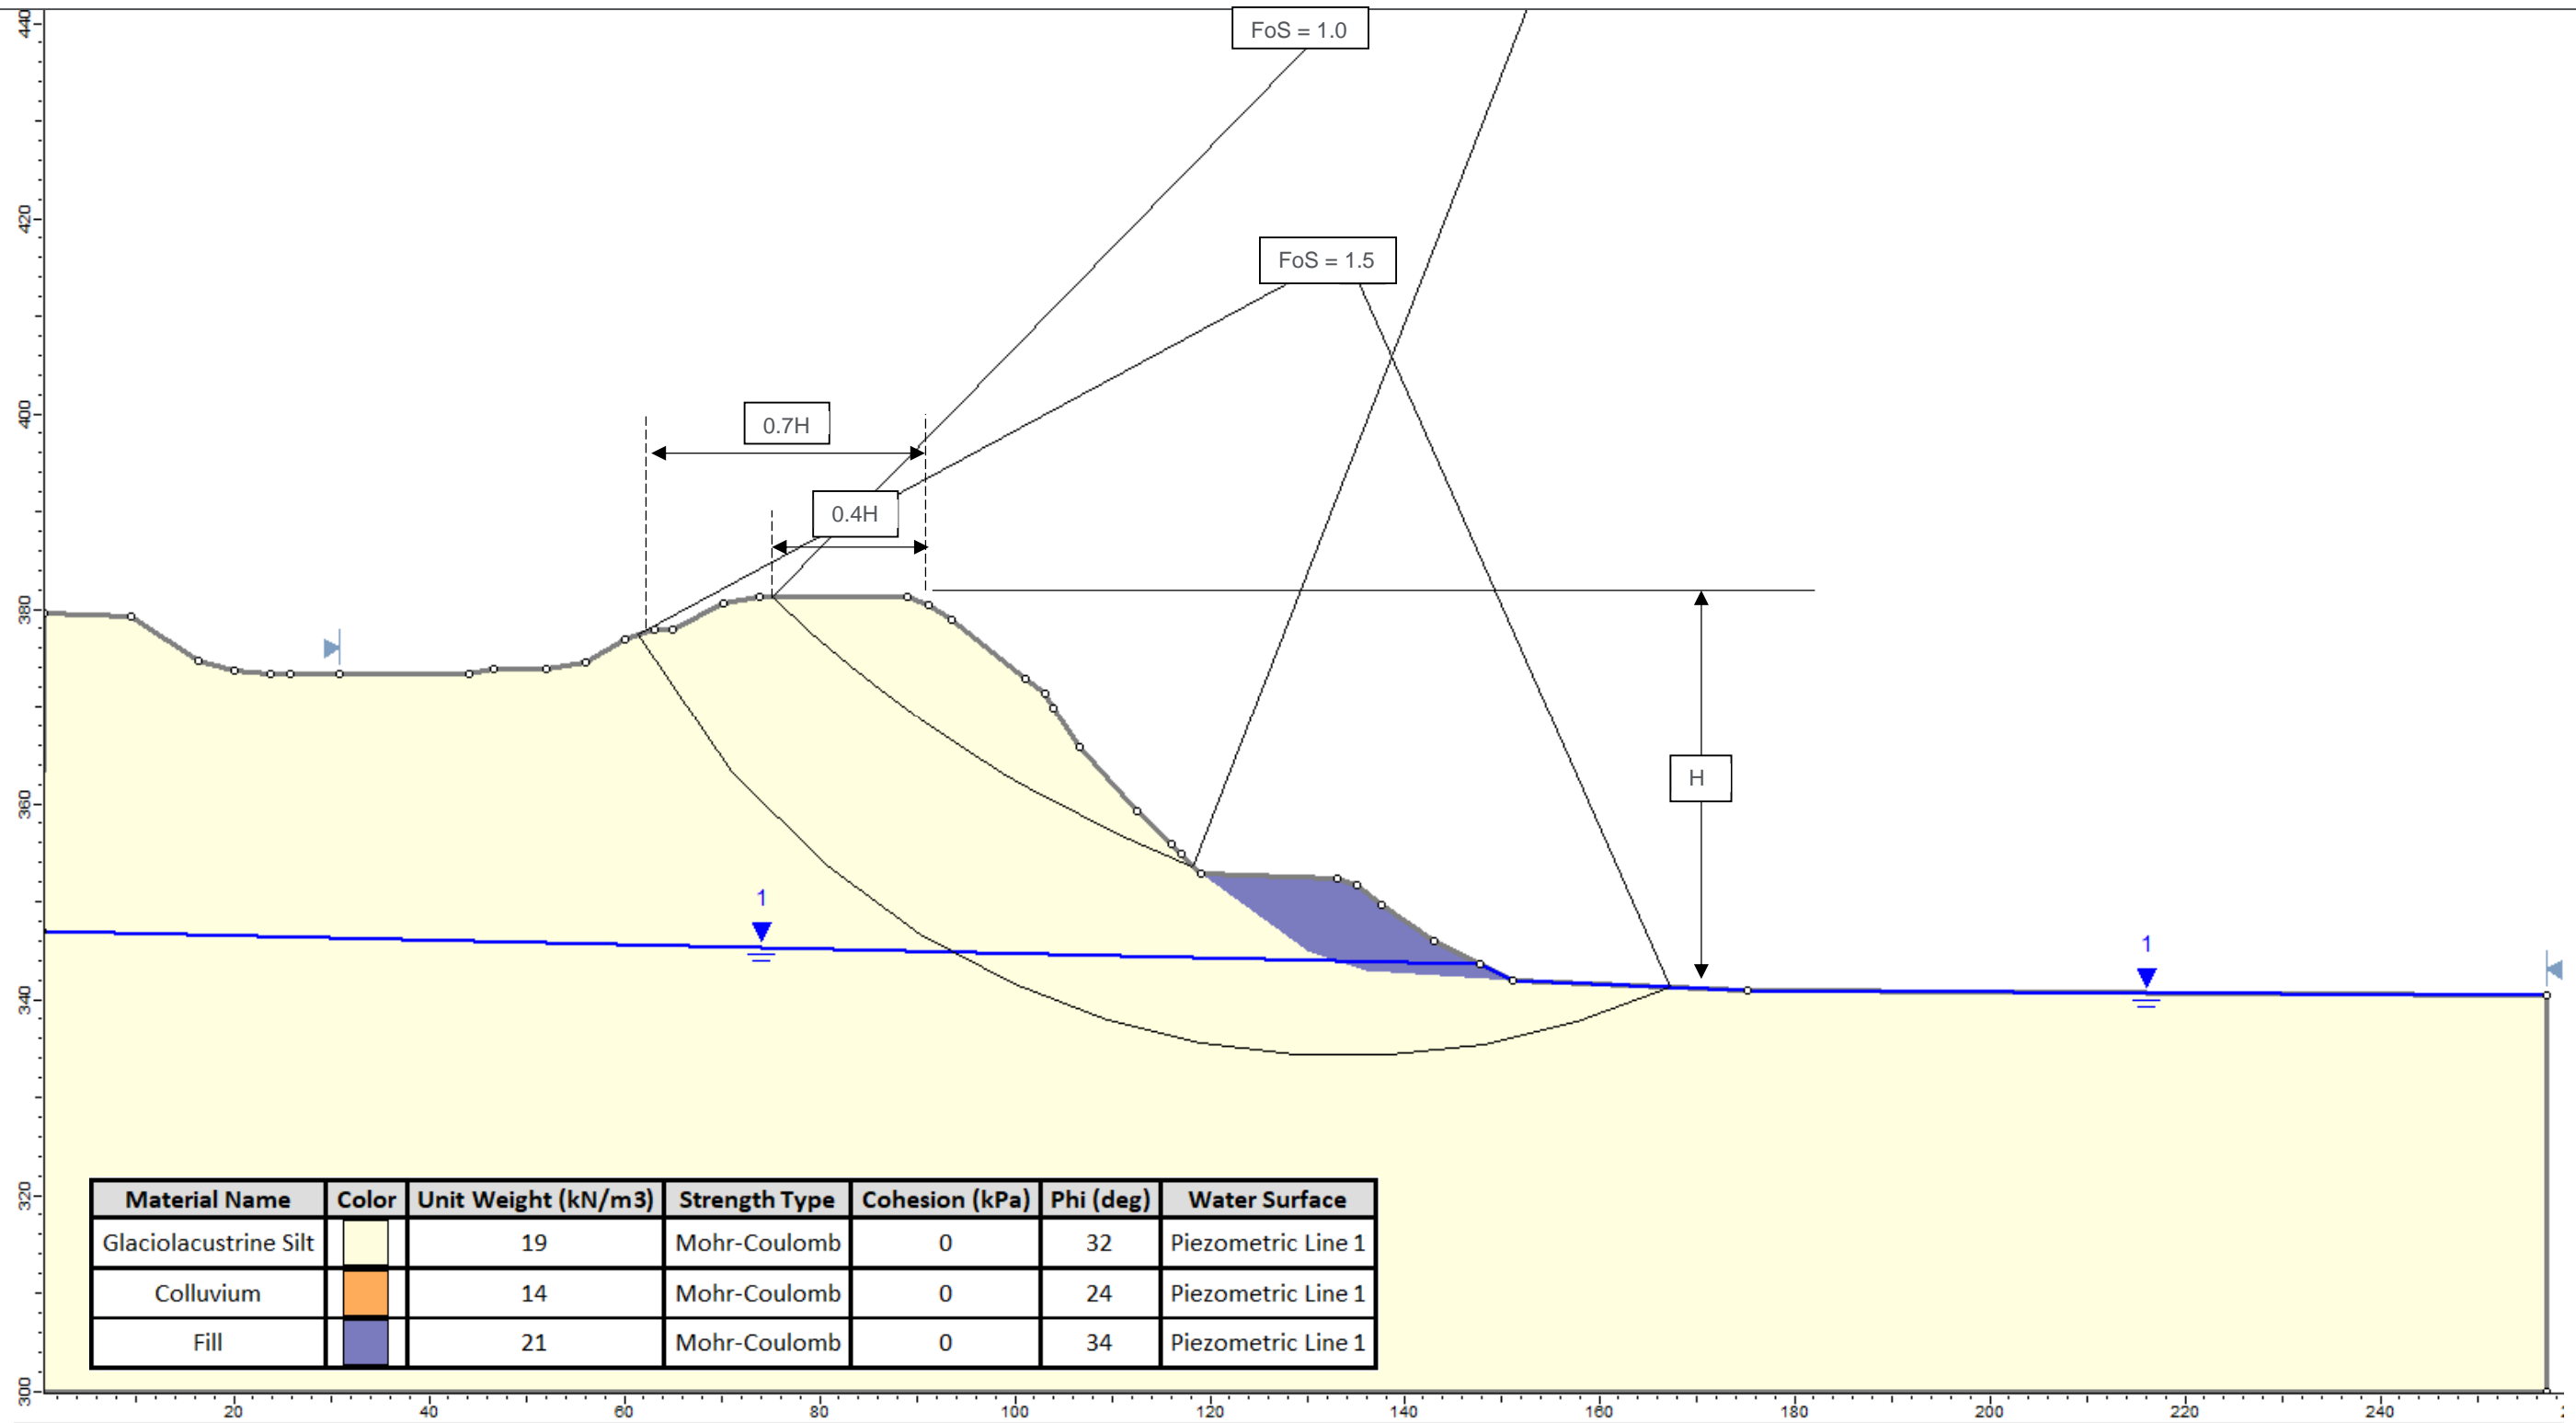 440
FoS = 1.0
420
FoS = 1.5
400
0.7H
0.4H
380
H
360
1
1
340
320
Material Name Color Unit Weight (kN/m3) Strength Type Cohesion (kPa) Phi (deg) Water Surface
Glaciolacustrine Silt 19 Mohr-Coulomb 0 32 Piezometric Line 1
Colluvium 14 Mohr-Coulomb 0 24 Piezometric Line 1
Fill 21 Mohr-Coulomb 0 34 Piezometric Line 1
300
20 40 60 80 100 120 140 160 180 200 220 240